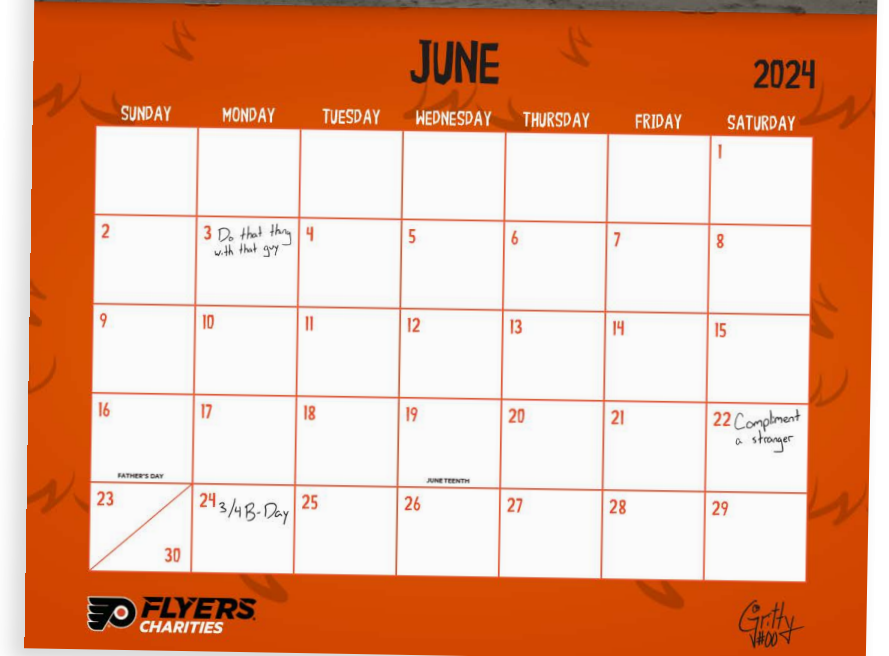 JUNE
2024
SUNDAY MONDAY TUESDAY WEDNESDAY THURSDAY FRIDAY SATURDAY
1
2 3 Do that thing 4 5 6 7 8
with that guy
9 10 11 12 13 14 15
16 17 18 19 20 21 22 Compliment
a stranger
FATHER'S DAY JUNETEENTH
23 24 3/4 B-Day 25 26 27 28 29
30
FLYERS
CHARITIES
Gritty
#00